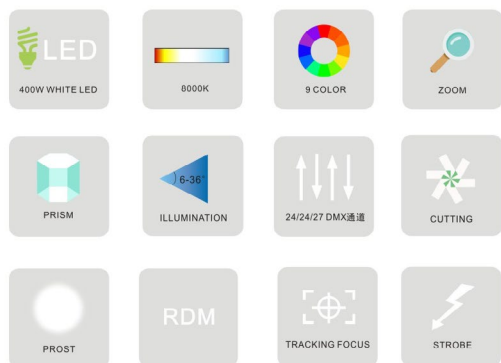 LED
400W WHITE LED
8000K
9 COLOR
ZOOM
PRISM
6-36°
ILLUMINATION
24/24/27 DMX通道
CUTTING
PROST
RDM
TRACKING FOCUS
STROBE